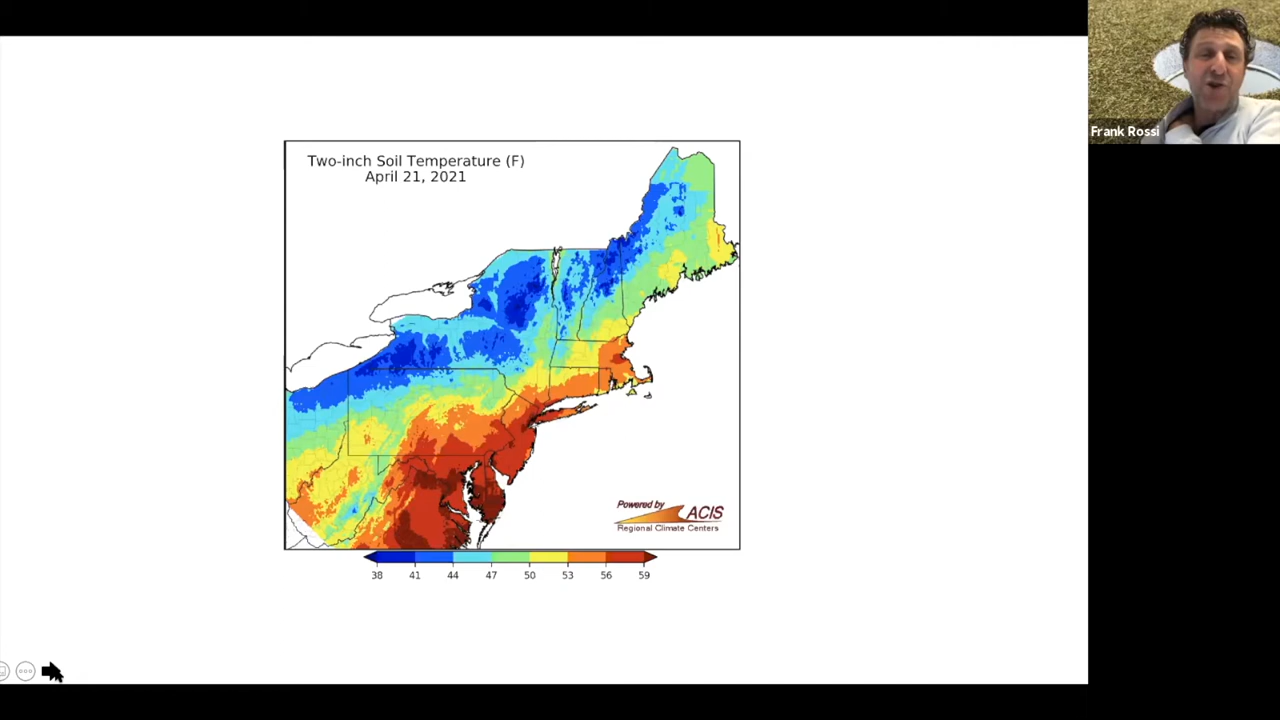 Frank Rossi
Two-inch Soil Temperature (F)
April 21, 2021
Powered by
ACIS
Regional Climate Centers
38 41 44 47 50 53 56 59